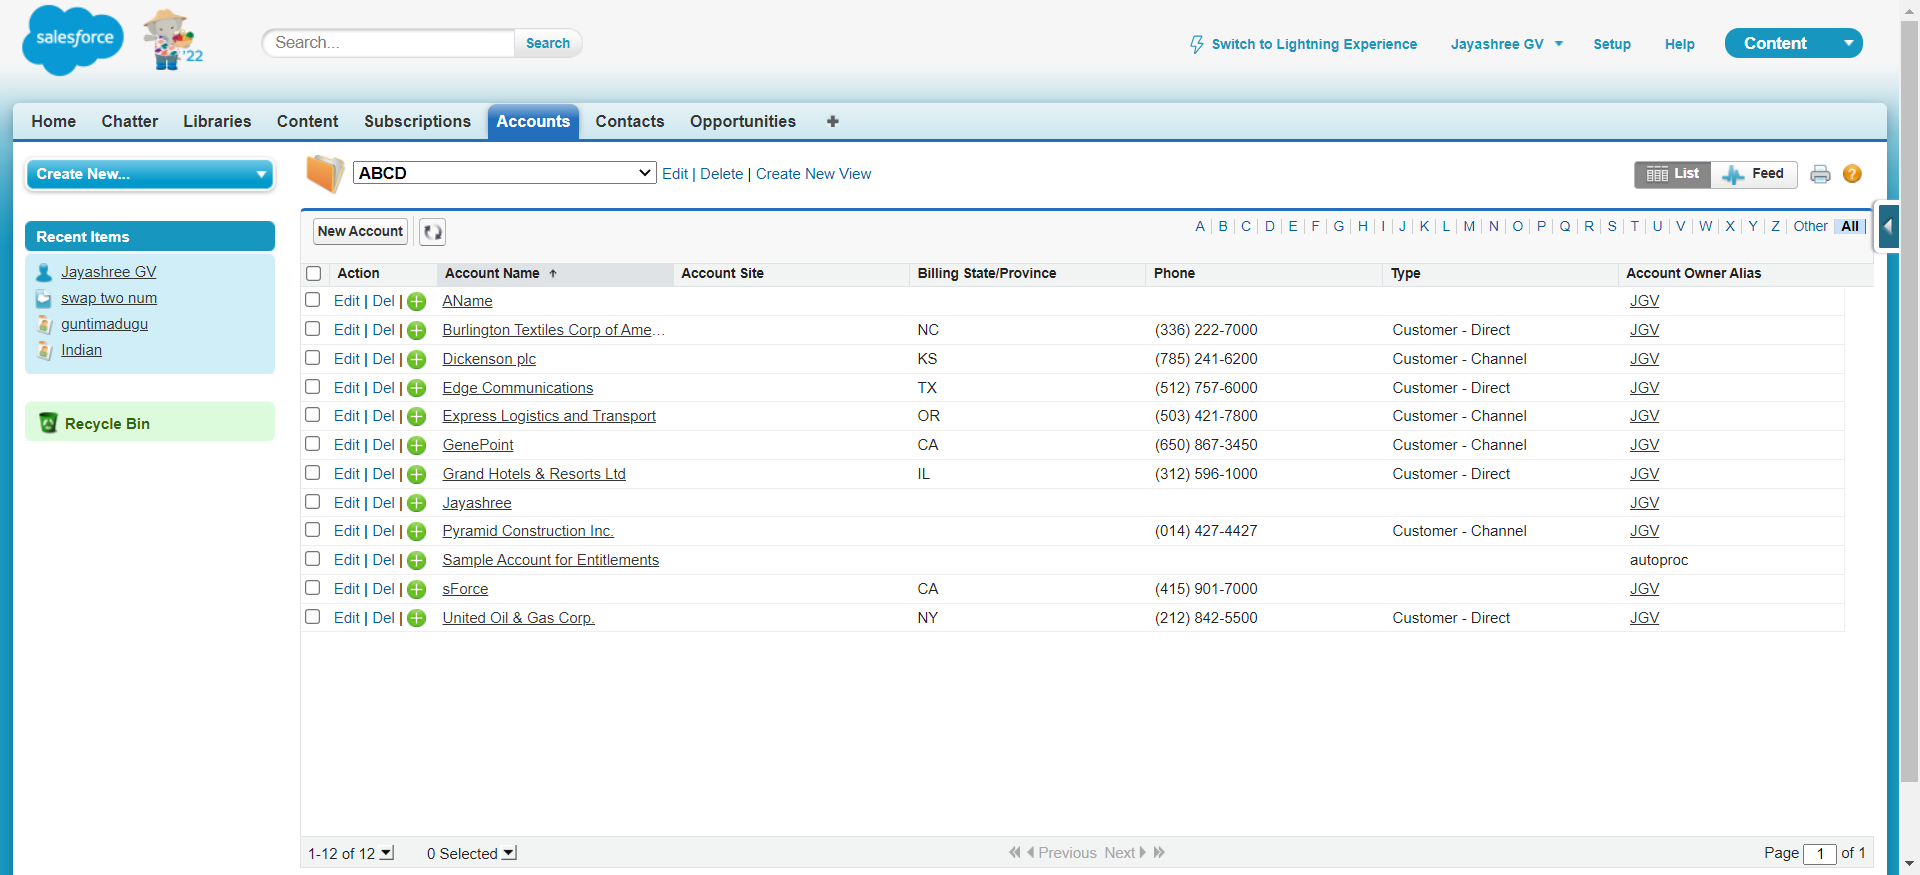 salesforce
'22
Search...
Search
Switch to Lightning Experience
Jayashree GV
Setup
Help
Content
Home
Chatter
Libraries
Content
Subscriptions
Accounts
Contacts
Opportunities
+
Create New...
ABCD
Edit | Delete | Create New View
List
Feed
?
Recent Items
Jayashree GV
swap two num
guntimadugu
Indian
Recycle Bin
New Account
A | B | C | D | E | F | G | H | I | J | K | L | M | N | O | P | Q | R | S | T | U | V | W | X | Y | Z | Other | All
Action Account Name Account Site Billing State/Province Phone Type Account Owner Alias
Edit | Del | AName JGV
Edit | Del | Burlington Textiles Corp of Ame... NC (336) 222-7000 Customer - Direct JGV
Edit | Del | Dickenson plc KS (785) 241-6200 Customer - Channel JGV
Edit | Del | Edge Communications TX (512) 757-6000 Customer - Direct JGV
Edit | Del | Express Logistics and Transport OR (503) 421-7800 Customer - Channel JGV
Edit | Del | GenePoint CA (650) 867-3450 Customer - Channel JGV
Edit | Del | Grand Hotels & Resorts Ltd IL (312) 596-1000 Customer - Direct JGV
Edit | Del | Jayashree JGV
Edit | Del | Pyramid Construction Inc. (014) 427-4427 Customer - Channel JGV
Edit | Del | Sample Account for Entitlements autoproc
Edit | Del | sForce CA (415) 901-7000 JGV
Edit | Del | United Oil & Gas Corp. NY (212) 842-5500 Customer - Direct JGV
1-12 of 12
0 Selected
Previous Next
Page 1 of 1